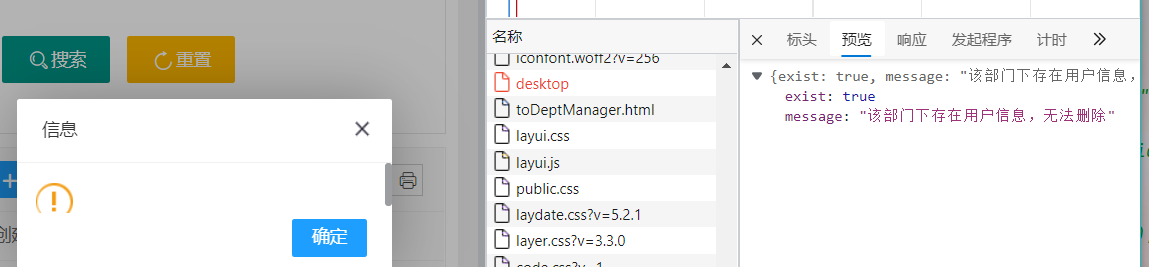 搜索
重置
信息
确定
名称
iconfont.woff2?v=256
desktop
toDeptManager.html
layui.css
layui.js
public.css
laydate.css?v=5.2.1
layer.css?v=3.3.0
code.css?v=1
标头 预览 响应 发起程序 计时
{exist: true, message: "该部门下存在用户信息，
exist: true
message: "该部门下存在用户信息，无法删除"